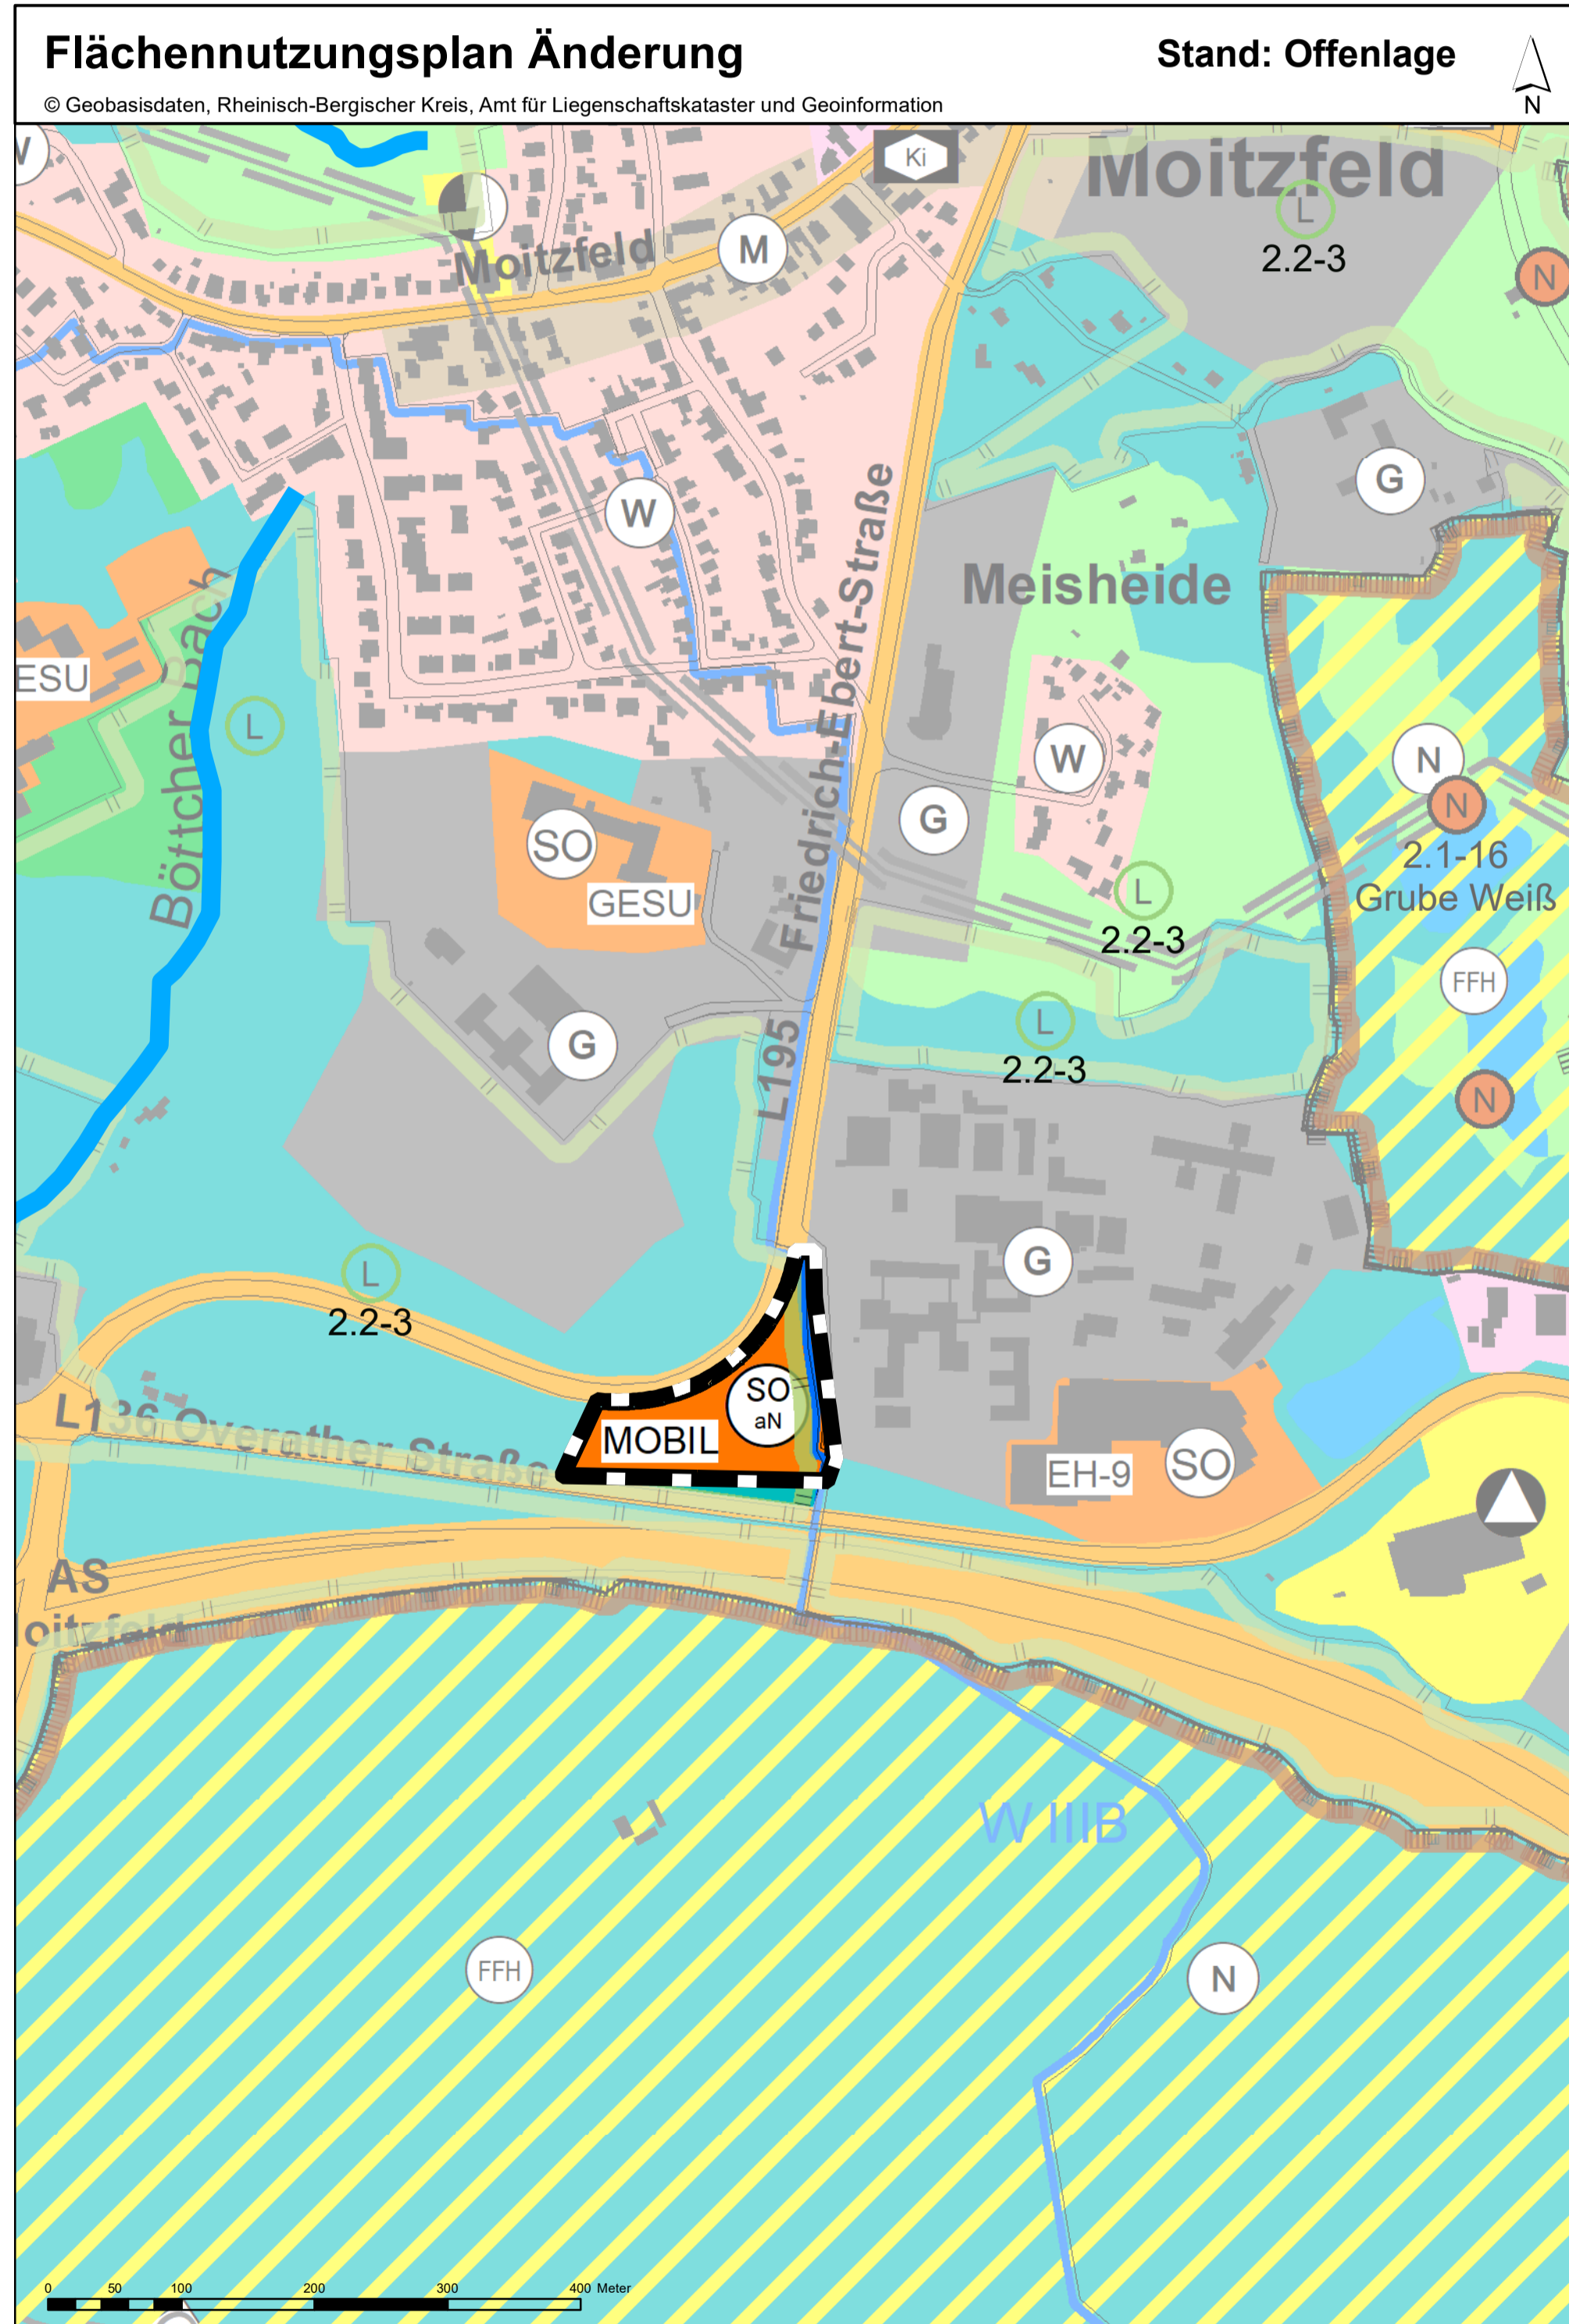 Flächennutzungsplan Änderung
Stand: Offenlage
© Geobasisdaten, Rheinisch-Bergischer Kreis, Amt für Liegenschaftskataster und Geoinformation
N
Ki
Moitzfeld
L
2.2-3
Moitzfeld
M
N
G
W
Friedrich-Ebert-Straße
Meisheide
ESU
Böttcher Bach
L
W
N
N
2.1-16
Grube Weiß
SO
GESU
G
L
2.2-3
FFH
G
L195
L
2.2-3
N
G
L
2.2-3
SO
aN
MOBIL
L136 Overather Straße
EH-9
SO
AS
oitzfeld
W IIIB
FFH
N
0 50 100 200 300 400 Meter